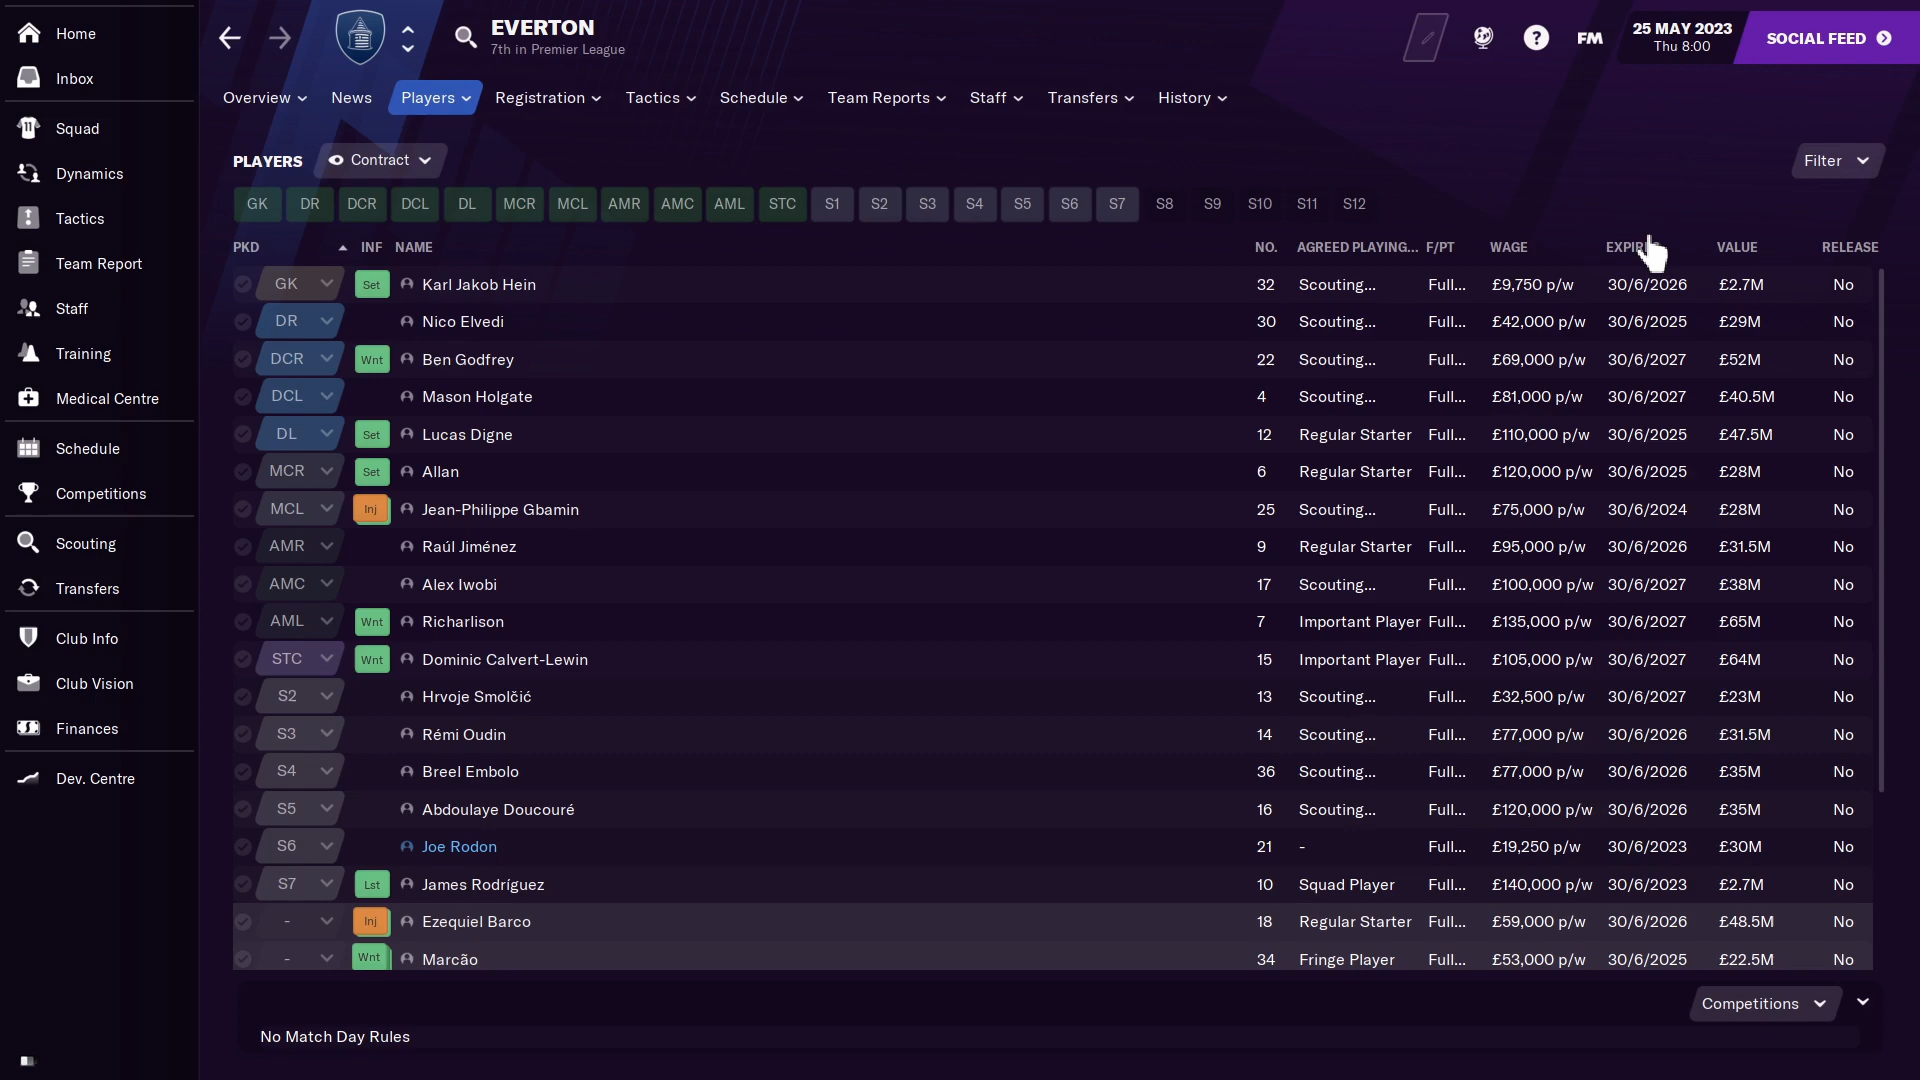 Home
Inbox
Squad
Dynamics
Tactics
Team Report
Staff
Training
Medical Centre
Schedule
Competitions
Scouting
Transfers
Club Info
Club Vision
Finances
Dev. Centre
EVERTON
7th in Premier League
FM
25 MAY 2023
Thu 8:00
SOCIAL FEED
Overview News Players Registration Tactics Schedule Team Reports Staff Transfers History
PLAYERS Contract Filter
GK DR DCR DCL DL MCR MCL AMR AMC AML STC S1 S2 S3 S4 S5 S6 S7 S8 S9 S10 S11 S12
PKD INF NAME NO. AGREED PLAYING... F/PT WAGE VALUE RELEASE
GK Set Karl Jakob Hein 32 Scouting... Full... £9,750 p/w 30/6/2026 £2.7M No
DR Nico Elvedi 30 Scouting... Full... £42,000 p/w 30/6/2025 £29M No
DCR Wnt Ben Godfrey 22 Scouting... Full... £69,000 p/w 30/6/2027 £52M No
DCL Mason Holgate 4 Scouting... Full... £81,000 p/w 30/6/2027 £40.5M No
DL Set Lucas Digne 12 Regular Starter Full... £110,000 p/w 30/6/2025 £47.5M No
MCR Set Allan 6 Regular Starter Full... £120,000 p/w 30/6/2025 £28M No
MCL Inj Jean-Philippe Gbamin 25 Scouting... Full... £75,000 p/w 30/6/2024 £28M No
AMR Raúl Jiménez 9 Regular Starter Full... £95,000 p/w 30/6/2026 £31.5M No
AMC Alex Iwobi 17 Scouting... Full... £100,000 p/w 30/6/2027 £38M No
AML Wnt Richarlison 7 Important Player Full... £135,000 p/w 30/6/2027 £65M No
STC Wnt Dominic Calvert-Lewin 15 Important Player Full... £105,000 p/w 30/6/2027 £64M No
S2 Hrvoje Smolčić 13 Scouting... Full... £32,500 p/w 30/6/2027 £23M No
S3 Rémi Oudin 14 Scouting... Full... £77,000 p/w 30/6/2026 £31.5M No
S4 Breel Embolo 36 Scouting... Full... £77,000 p/w 30/6/2026 £35M No
S5 Abdoulaye Doucouré 16 Scouting... Full... £120,000 p/w 30/6/2026 £35M No
S6 Joe Rodon 21 - Full... £19,250 p/w 30/6/2023 £30M No
S7 Lst James Rodríguez 10 Squad Player Full... £140,000 p/w 30/6/2023 £2.7M No
- Inj Ezequiel Barco 18 Regular Starter Full... £59,000 p/w 30/6/2026 £48.5M No
- Wnt Marcão 34 Fringe Player Full... £53,000 p/w 30/6/2025 £22.5M No
Competitions
No Match Day Rules